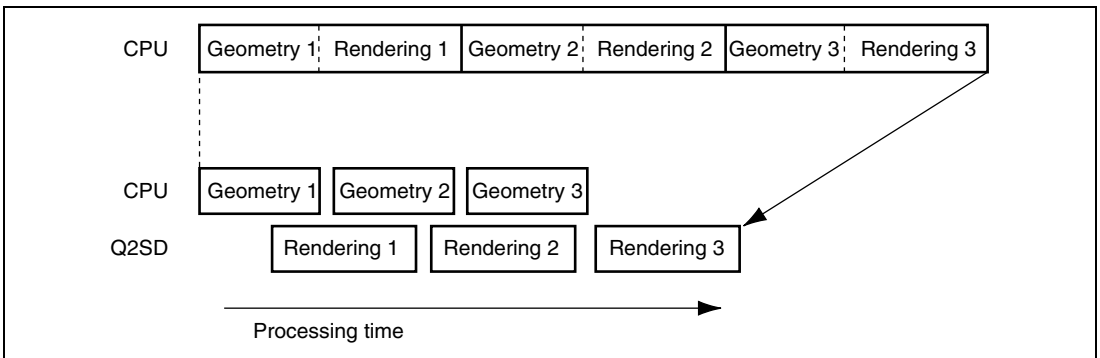 CPU Geometry 1 Rendering 1 Geometry 2 Rendering 2 Geometry 3 Rendering 3
CPU Geometry 1 Geometry 2 Geometry 3
Q2SD Rendering 1 Rendering 2 Rendering 3
Processing time